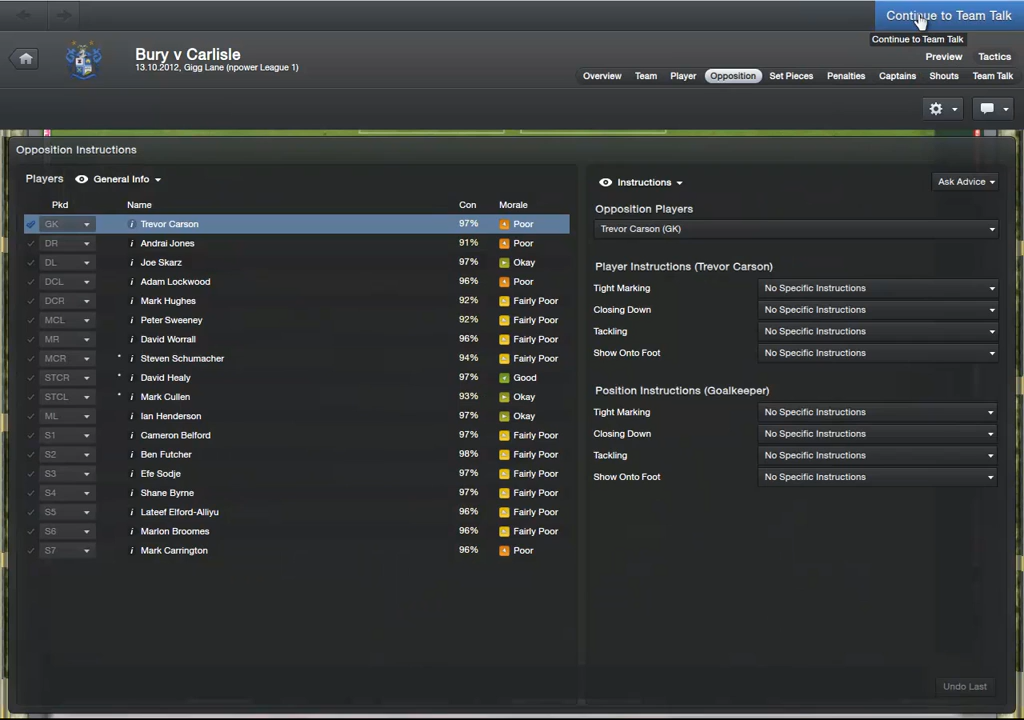 Continue to Team Talk
Continue to Team Talk
Bury v Carlisle
13.10.2012, Gigg Lane (npower League 1)
Preview Tactics
Overview Team Player Opposition Set Pieces Penalties Captains Shouts Team Talk
Opposition Instructions
Players General Info
Pkd Name Con Morale
GK i Trevor Carson 97% Poor
DR i Andrai Jones 91% Poor
DL i Joe Skarz 97% Okay
DCL i Adam Lockwood 96% Poor
DCR i Mark Hughes 92% Fairly Poor
MCL i Peter Sweeney 92% Fairly Poor
MR i David Worrall 96% Fairly Poor
MCR * i Steven Schumacher 94% Fairly Poor
STCR * i David Healy 97% Good
STCL * i Mark Cullen 93% Okay
ML i Ian Henderson 97% Okay
S1 i Cameron Belford 97% Fairly Poor
S2 i Ben Futcher 98% Fairly Poor
S3 i Efe Sodje 97% Fairly Poor
S4 i Shane Byrne 97% Fairly Poor
S5 i Lateef Elford-Alliyu 96% Fairly Poor
S6 i Marlon Broomes 96% Fairly Poor
S7 i Mark Carrington 96% Poor
Instructions Ask Advice
Opposition Players
Trevor Carson (GK)
Player Instructions (Trevor Carson)
Tight Marking No Specific Instructions
Closing Down No Specific Instructions
Tackling No Specific Instructions
Show Onto Foot No Specific Instructions
Position Instructions (Goalkeeper)
Tight Marking No Specific Instructions
Closing Down No Specific Instructions
Tackling No Specific Instructions
Show Onto Foot No Specific Instructions
Undo Last